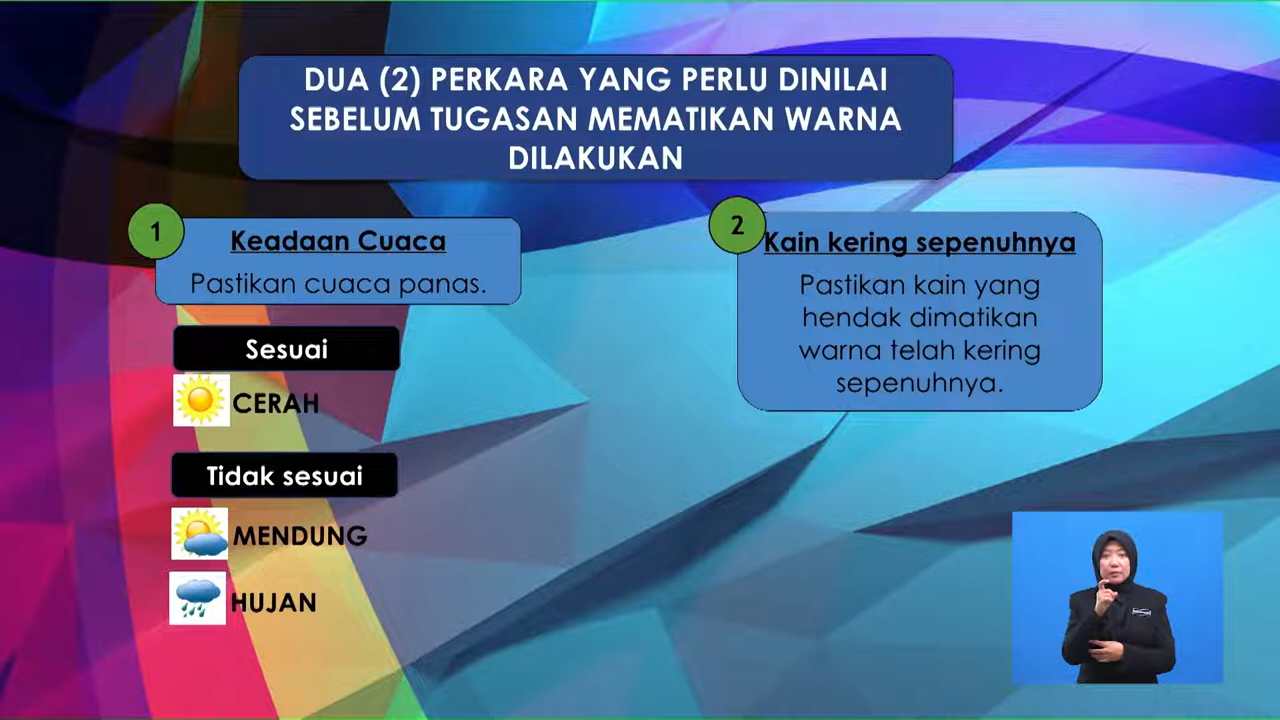 DUA (2) PERKARA YANG PERLU DINILAI
SEBELUM TUGASAN MEMATIKAN WARNA
DILAKUKAN
1
Keadaan Cuaca
Pastikan cuaca panas.
Sesuai
CERAH
Tidak sesuai
MENDUNG
HUJAN
2
Kain kering sepenuhnya
Pastikan kain yang
hendak dimatikan
warna telah kering
sepenuhnya.